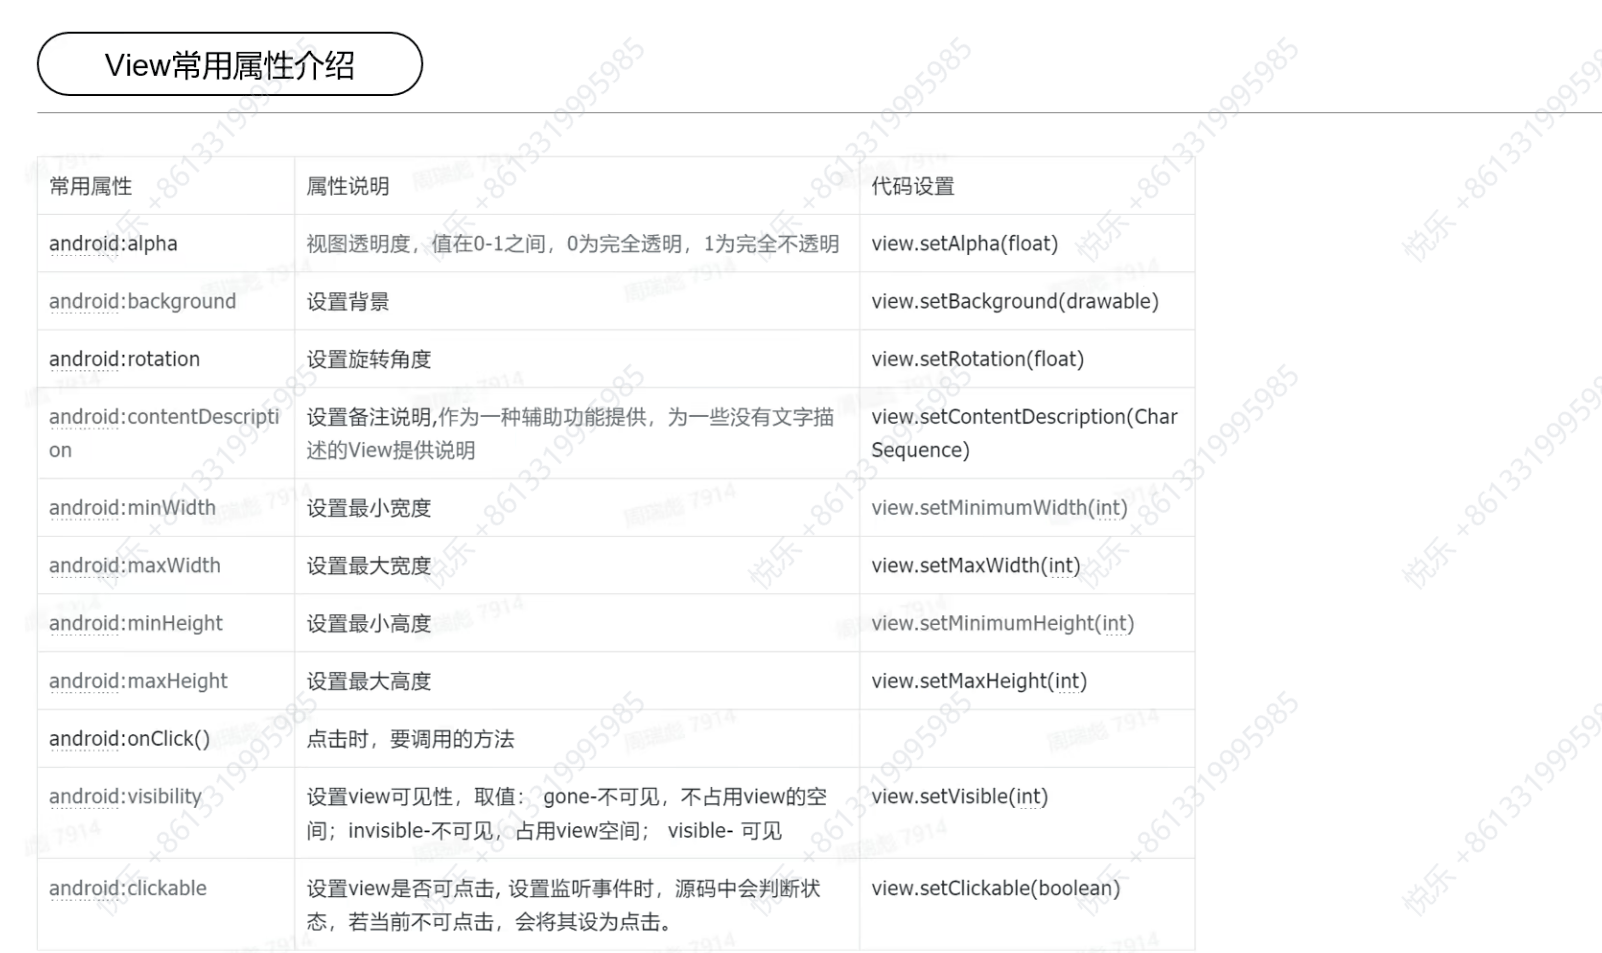 View常用属性介绍
常用属性 属性说明 代码设置
android:alpha 视图透明度，值在0-1之间，0为完全透明，1为完全不透明 view.setAlpha(float)
android:background 设置背景 view.setBackground(drawable)
android:rotation 设置旋转角度 view.setRotation(float)
android:contentDescripti 设置备注说明,作为一种辅助功能提供，为一些没有文字描 view.setContentDescription(Char
on 述的View提供说明 Sequence)
android:minWidth 设置最小宽度 view.setMinimumWidth(int)
android:maxWidth 设置最大宽度 view.setMaxWidth(int)
android:minHeight 设置最小高度 view.setMinimumHeight(int)
android:maxHeight 设置最大高度 view.setMaxHeight(int)
android:onClick() 点击时，要调用的方法
android:visibility 设置view可见性，取值： gone-不可见，不占用view的空 view.setVisible(int)
间；invisible-不可见，占用view空间； visible- 可见
android:clickable 设置view是否可点击, 设置监听事件时，源码中会判断状 view.setClickable(boolean)
态，若当前不可点击，会将其设为点击。
悦乐 +8613319995985
周瑞彪 7914